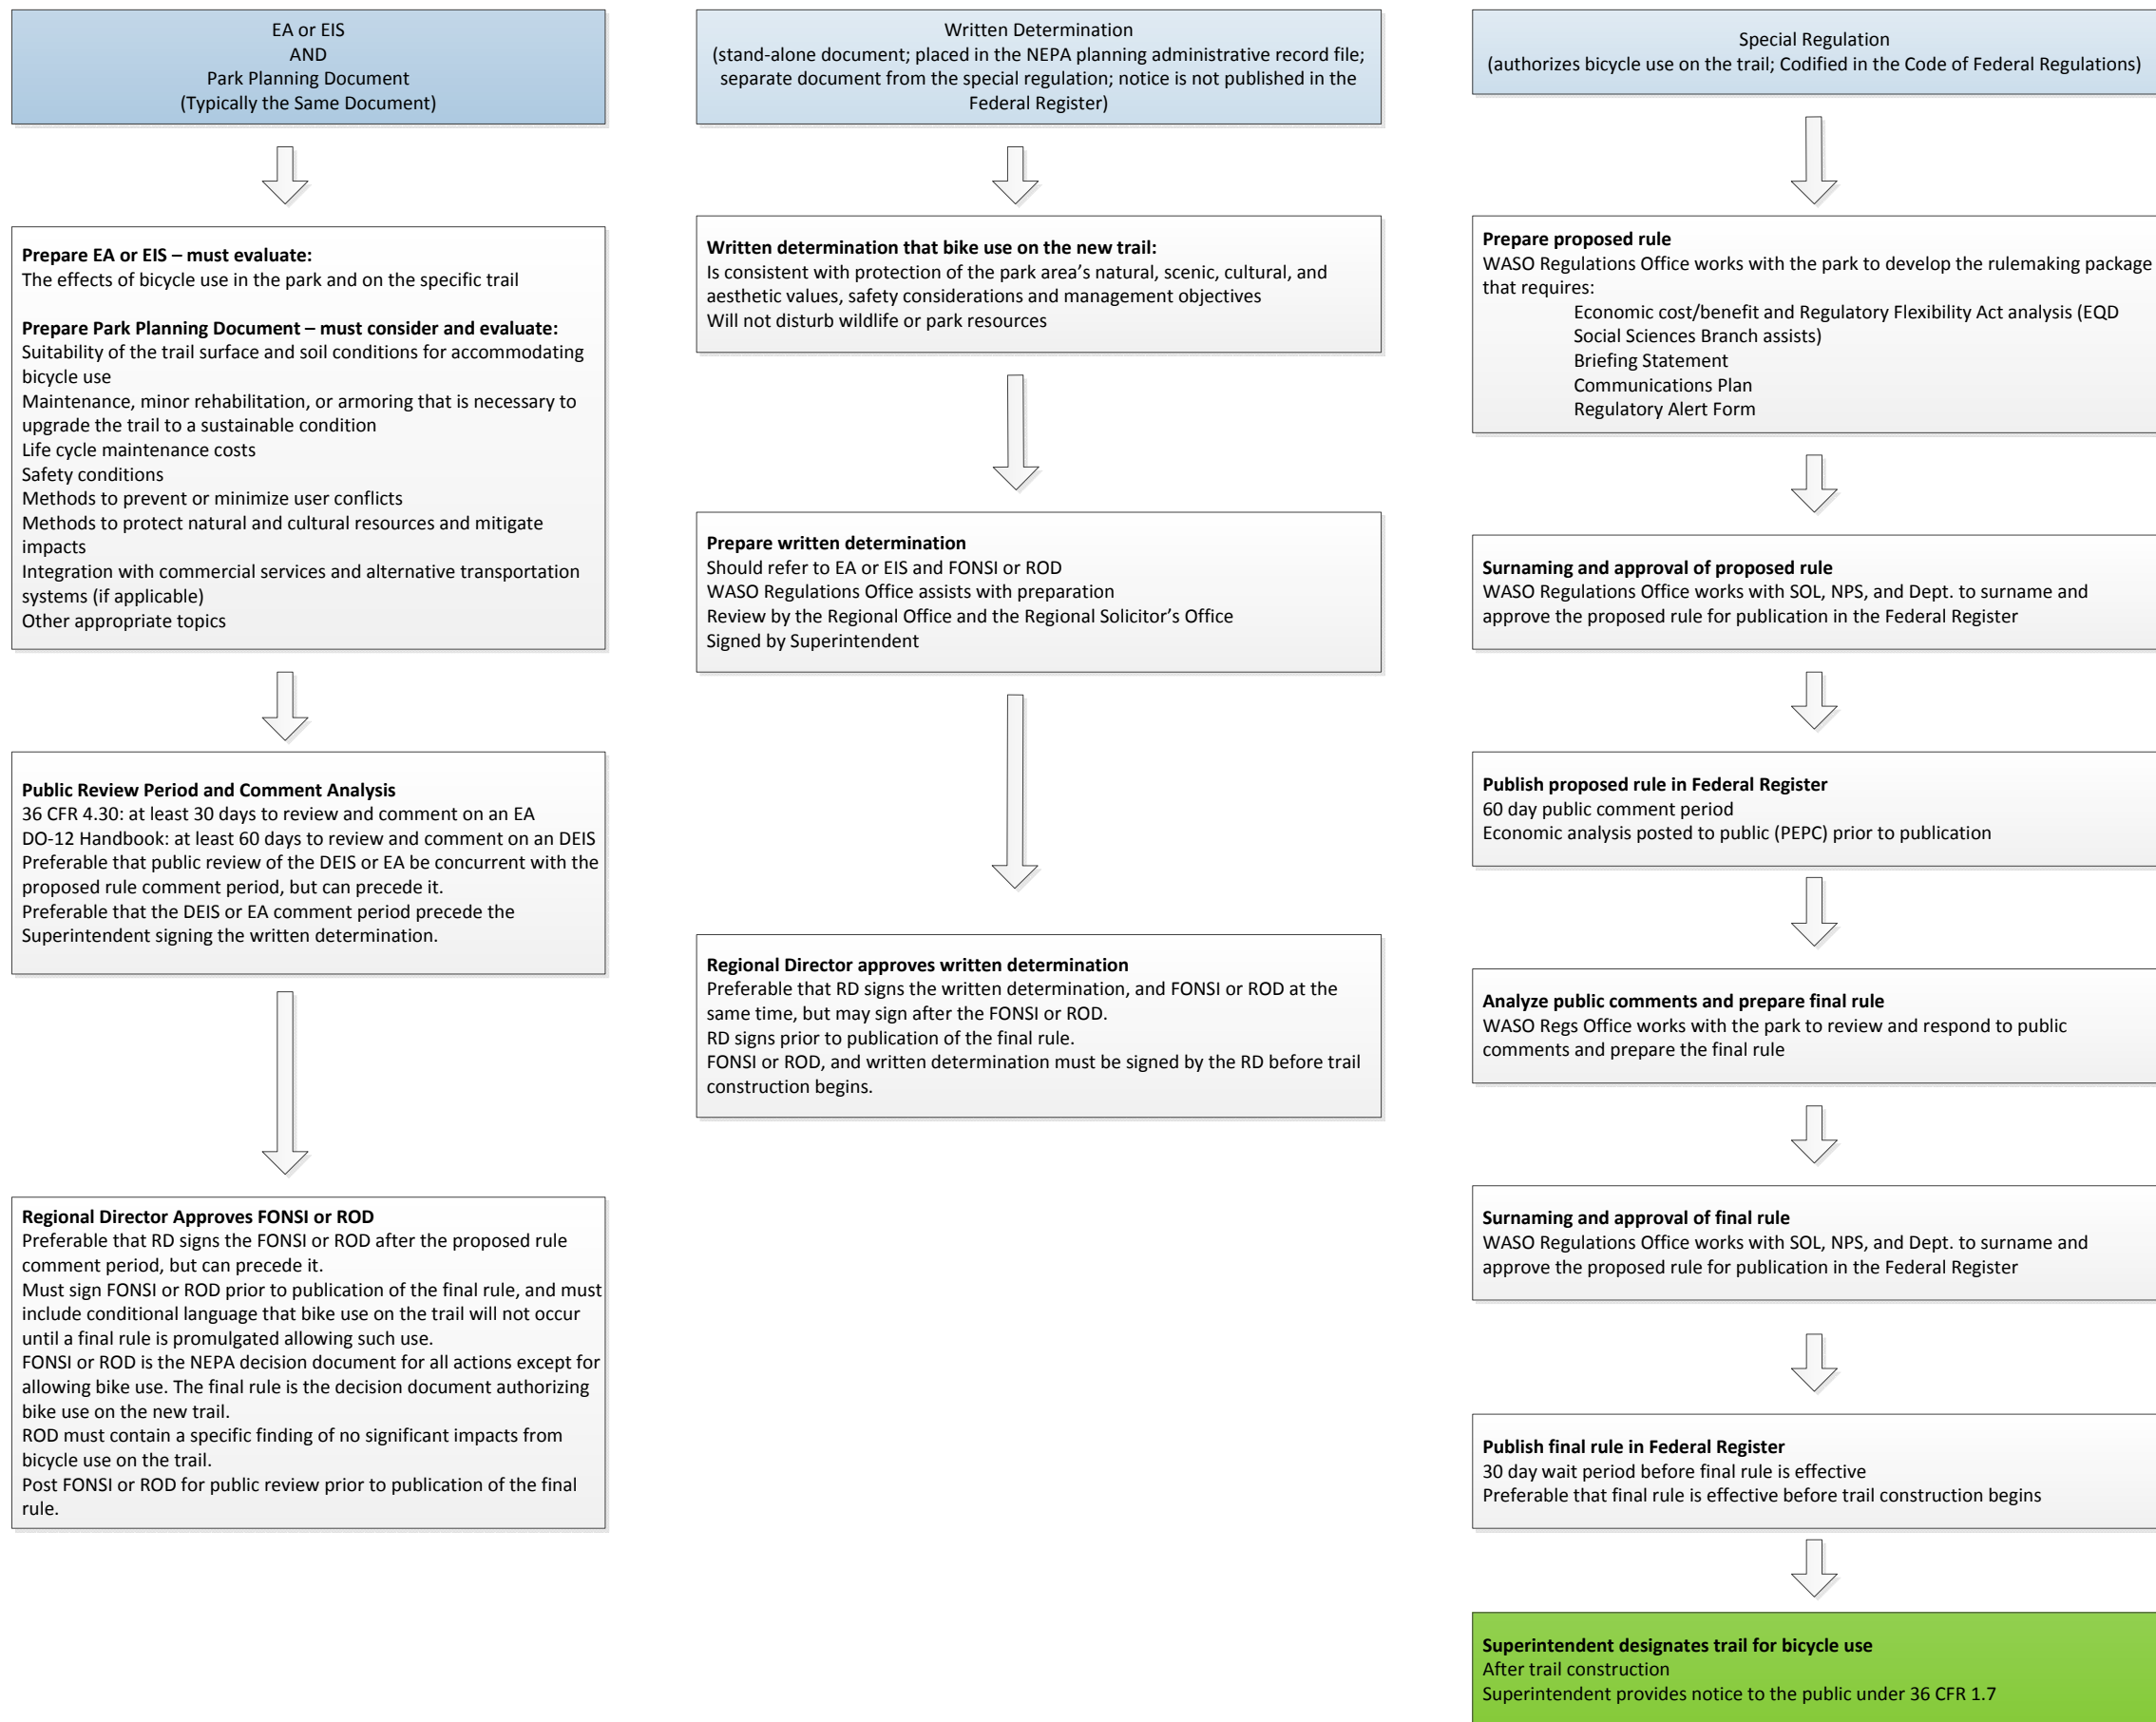 EA or EIS
AND
Park Planning Document
(Typically the Same Document)
Prepare EA or EIS – must evaluate:
The effects of bicycle use in the park and on the specific trail
Prepare Park Planning Document – must consider and evaluate:
Suitability of the trail surface and soil conditions for accommodating
bicycle use
Maintenance, minor rehabilitation, or armoring that is necessary to
upgrade the trail to a sustainable condition
Life cycle maintenance costs
Safety conditions
Methods to prevent or minimize user conflicts
Methods to protect natural and cultural resources and mitigate
impacts
Integration with commercial services and alternative transportation
systems (if applicable)
Other appropriate topics
Public Review Period and Comment Analysis
36 CFR 4.30: at least 30 days to review and comment on an EA
DO-12 Handbook: at least 60 days to review and comment on an DEIS
Preferable that public review of the DEIS or EA be concurrent with the
proposed rule comment period, but can precede it.
Preferable that the DEIS or EA comment period precede the
Superintendent signing the written determination.
Regional Director Approves FONSI or ROD
Preferable that RD signs the FONSI or ROD after the proposed rule
comment period, but can precede it.
Must sign FONSI or ROD prior to publication of the final rule, and must
include conditional language that bike use on the trail will not occur
until a final rule is promulgated allowing such use.
FONSI or ROD is the NEPA decision document for all actions except for
allowing bike use. The final rule is the decision document authorizing
bike use on the new trail.
ROD must contain a specific finding of no significant impacts from
bicycle use on the trail.
Post FONSI or ROD for public review prior to publication of the final
rule.
Written Determination
(stand-alone document; placed in the NEPA planning administrative record file;
separate document from the special regulation; notice is not published in the
Federal Register)
Written determination that bike use on the new trail:
Is consistent with protection of the park area’s natural, scenic, cultural, and
aesthetic values, safety considerations and management objectives
Will not disturb wildlife or park resources
Prepare written determination
Should refer to EA or EIS and FONSI or ROD
WASO Regulations Office assists with preparation
Review by the Regional Office and the Regional Solicitor’s Office
Signed by Superintendent
Regional Director approves written determination
Preferable that RD signs the written determination, and FONSI or ROD at the
same time, but may sign after the FONSI or ROD.
RD signs prior to publication of the final rule.
FONSI or ROD, and written determination must be signed by the RD before trail
construction begins.
Special Regulation
(authorizes bicycle use on the trail; Codified in the Code of Federal Regulations)
Prepare proposed rule
WASO Regulations Office works with the park to develop the rulemaking package
that requires:
Economic cost/benefit and Regulatory Flexibility Act analysis (EQD
Social Sciences Branch assists)
Briefing Statement
Communications Plan
Regulatory Alert Form
Surnaming and approval of proposed rule
WASO Regulations Office works with SOL, NPS, and Dept. to surname and
approve the proposed rule for publication in the Federal Register
Publish proposed rule in Federal Register
60 day public comment period
Economic analysis posted to public (PEPC) prior to publication
Analyze public comments and prepare final rule
WASO Regs Office works with the park to review and respond to public
comments and prepare the final rule
Surnaming and approval of final rule
WASO Regulations Office works with SOL, NPS, and Dept. to surname and
approve the proposed rule for publication in the Federal Register
Publish final rule in Federal Register
30 day wait period before final rule is effective
Preferable that final rule is effective before trail construction begins
Superintendent designates trail for bicycle use
After trail construction
Superintendent provides notice to the public under 36 CFR 1.7